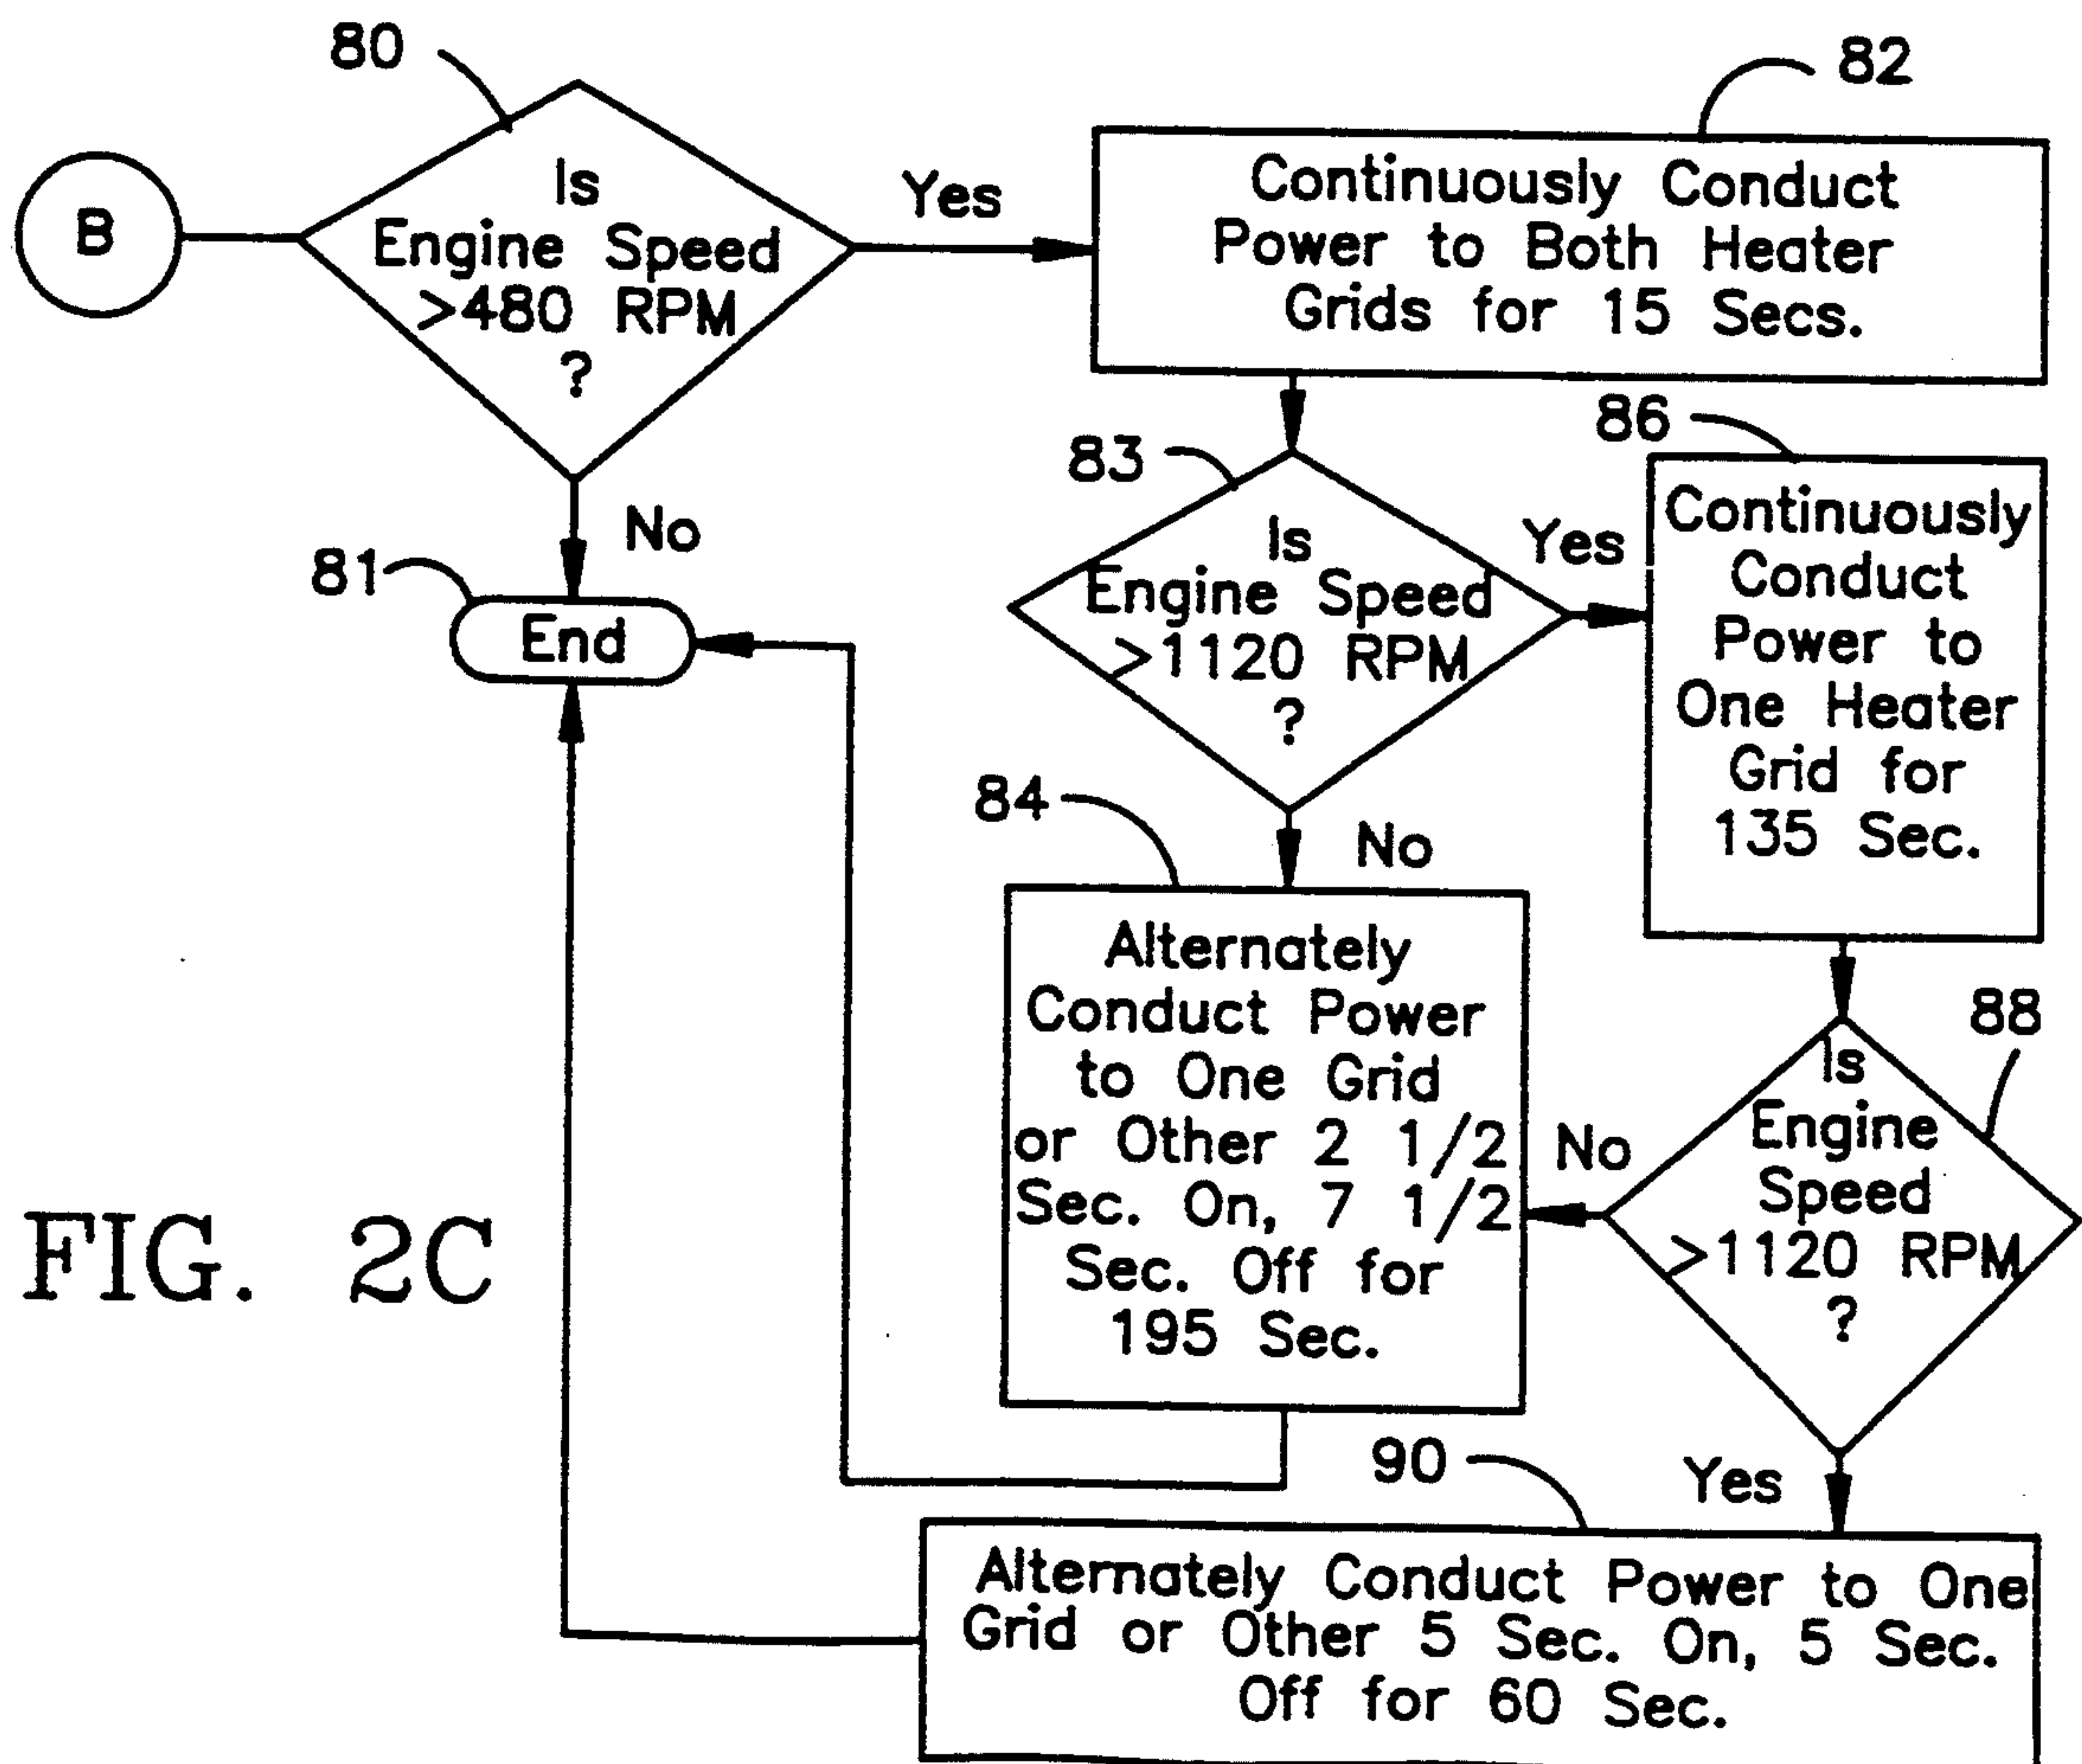 80
B
Is
Engine Speed
>480 RPM
?
Yes
82
Continuously Conduct
Power to Both Heater
Grids for 15 Secs.
No
81
End
83
Is
Engine Speed
>1120 RPM
?
Yes
86
Continuously
Conduct
Power to
One Heater
Grid for
135 Sec.
No
84
Alternately
Conduct Power
to One Grid
or Other 2 1/2
Sec. On, 7 1/2
Sec. Off for
195 Sec.
88
Is
Engine
Speed
>1120 RPM
?
No
Yes
90
Alternately Conduct Power to One
Grid or Other 5 Sec. On, 5 Sec.
Off for 60 Sec.
FIG. 2C